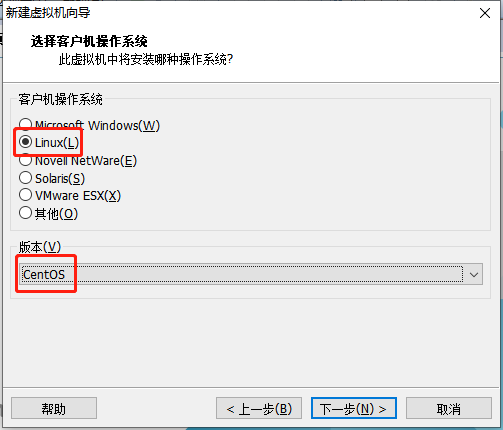 新建虚拟机向导
选择客户机操作系统
此虚拟机中将安装哪种操作系统?
客户机操作系统
Microsoft Windows(W)
Linux(L)
Novell NetWare(E)
Solaris(S)
VMware ESX(X)
其他(O)
版本(V)
CentOS
帮助
< 上一步(B)
下一步(N) >
取消